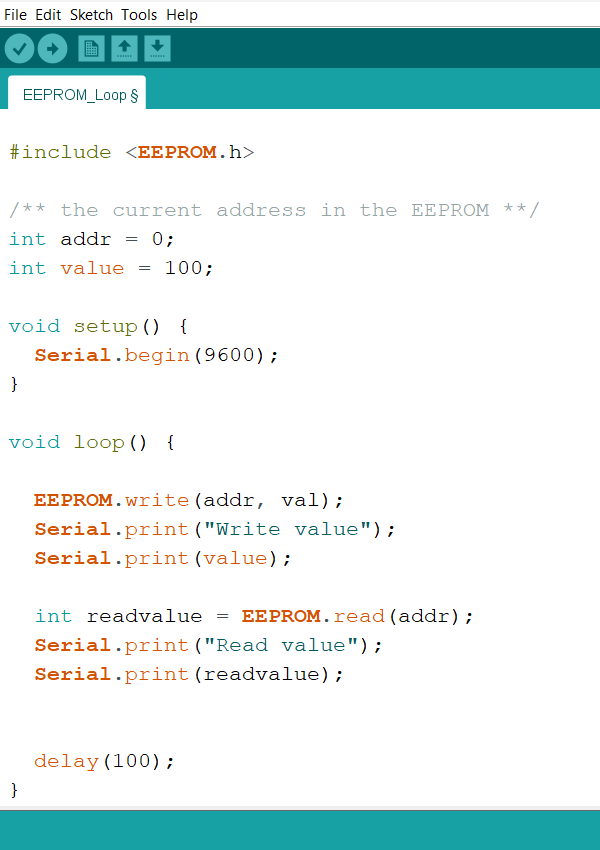 File Edit Sketch Tools Help
EEPROM_Loop §
#include <EEPROM.h>
/** the current address in the EEPROM **/
int addr = 0;
int value = 100;
void setup() {
  Serial.begin(9600);
}
void loop() {
  EEPROM.write(addr, val);
  Serial.print("Write value");
  Serial.print(value);
  int readvalue = EEPROM.read(addr);
  Serial.print("Read value");
  Serial.print(readvalue);
  delay(100);
}